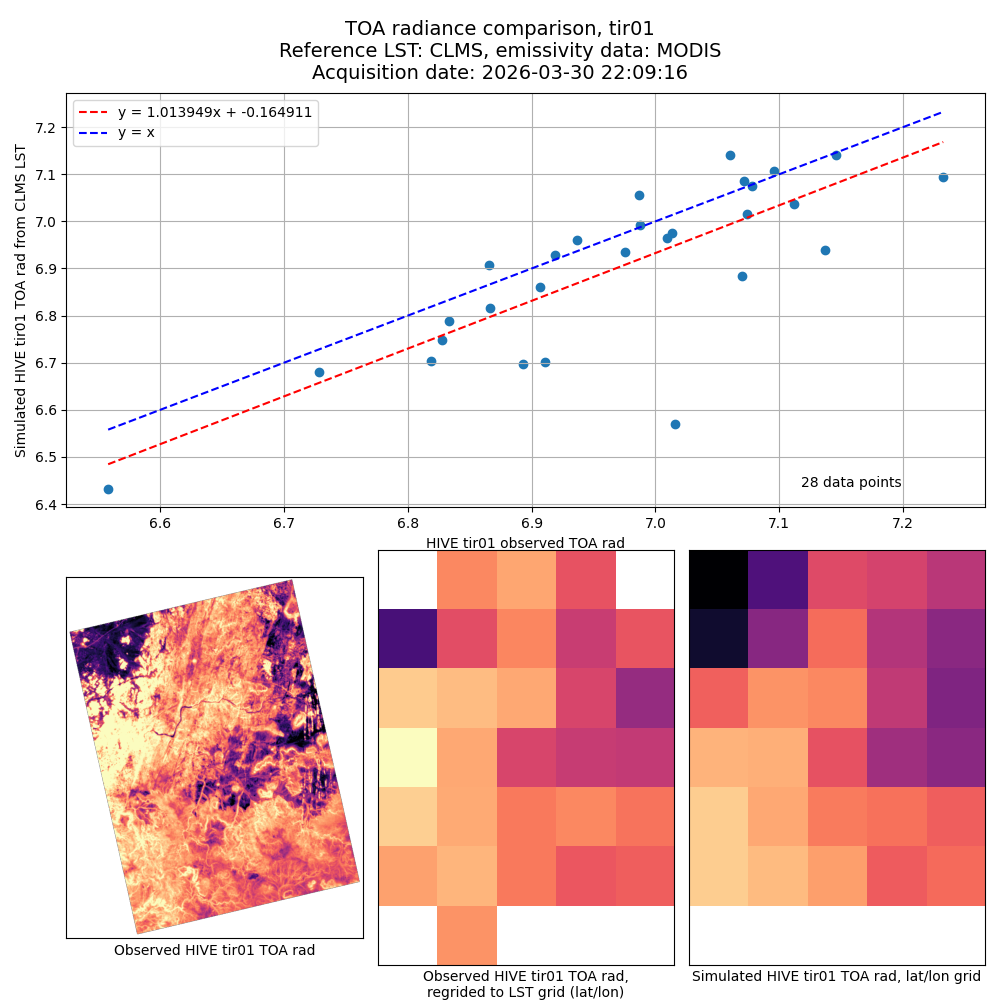 TOA radiance comparison, tir01
Reference LST: CLMS, emissivity data: MODIS
Acquisition date: 2026-03-30 22:09:16
y = 1.013949x + -0.164911
y = x
Simulated HIVE tir01 TOA rad from CLMS LST
7.2
7.1
7.0
6.9
6.8
6.7
6.6
6.5
6.4
28 data points
6.6 6.7 6.8 6.9 7.0 7.1 7.2
HIVE tir01 observed TOA rad
Observed HIVE tir01 TOA rad
Observed HIVE tir01 TOA rad,
regridded to LST grid (lat/lon)
Simulated HIVE tir01 TOA rad, lat/lon grid